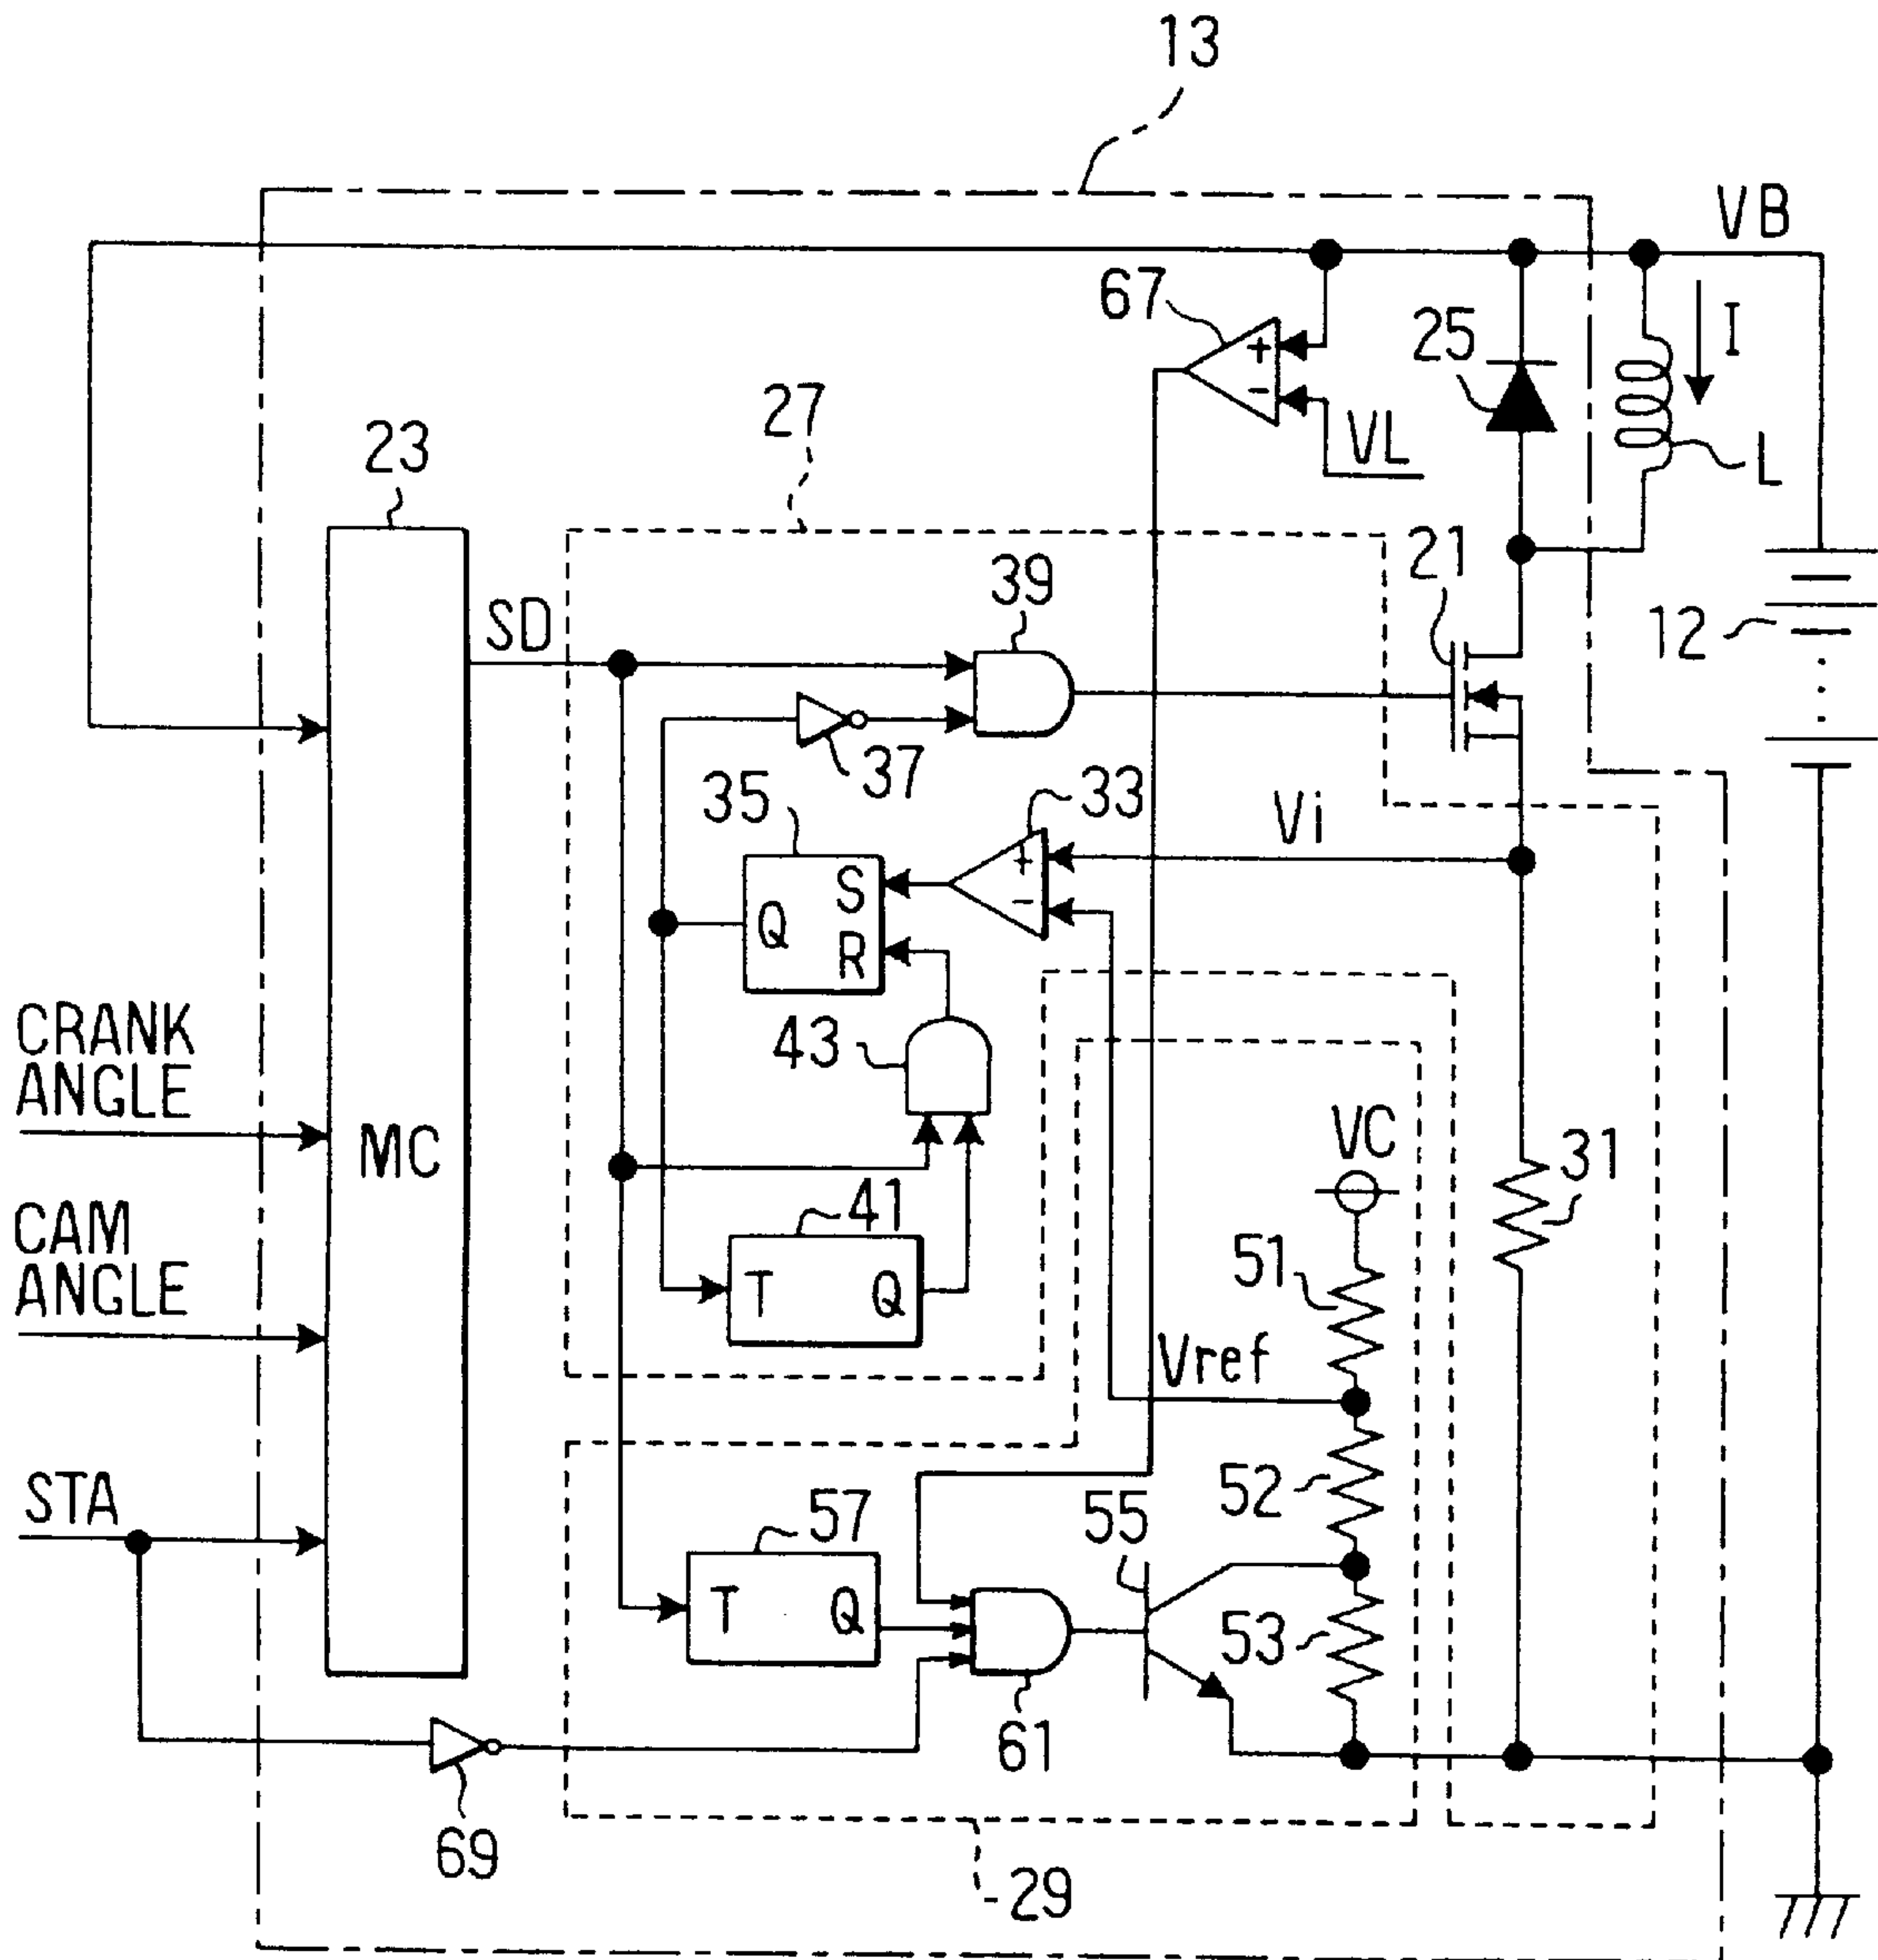 13
VB
67
25
I
27
VL
L
23
39
21
SD
12
37
35
33
Vi
S
Q
R
CRANK
ANGLE
43
VC
MC
31
41
CAM
ANGLE
51
T
Q
Vref
STA
57
55
52
T
Q
53
61
69
29
+
-
+
-